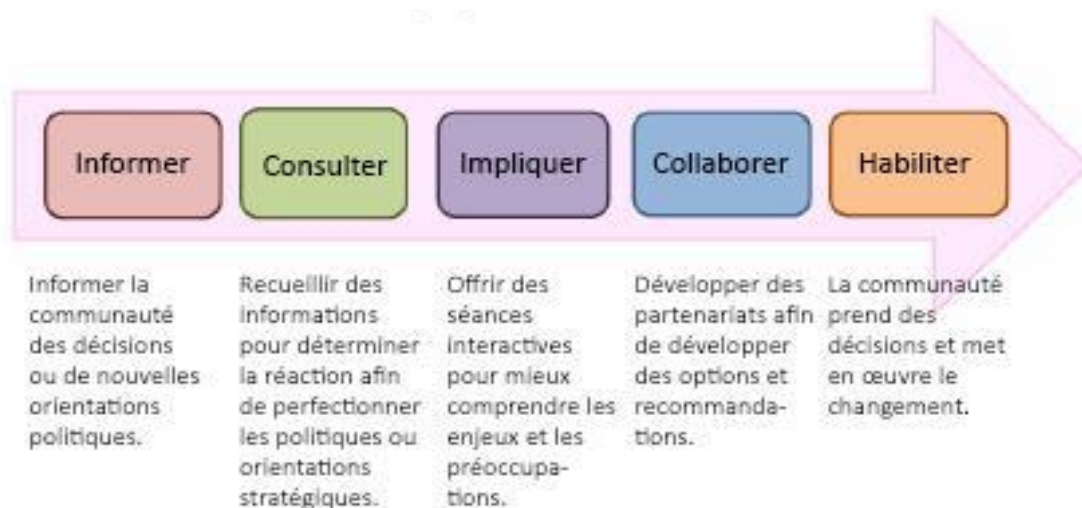 Informer
Consulter
Impliquer
Collaborer
Habiliter
Informer la
communauté
des décisions
ou de nouvelles
orientations
politiques.
Recueillir des
informations
pour déterminer
la réaction afin
de perfectionner
les politiques ou
orientations
stratégiques.
Offrir des
séances
interactives
pour mieux
comprendre les
enjeux et les
préoccupa-
tions.
Développer des
partenariats afin
de développer
des options et
recommanda-
tions.
La communauté
prend des
décisions et met
en œuvre le
changement.